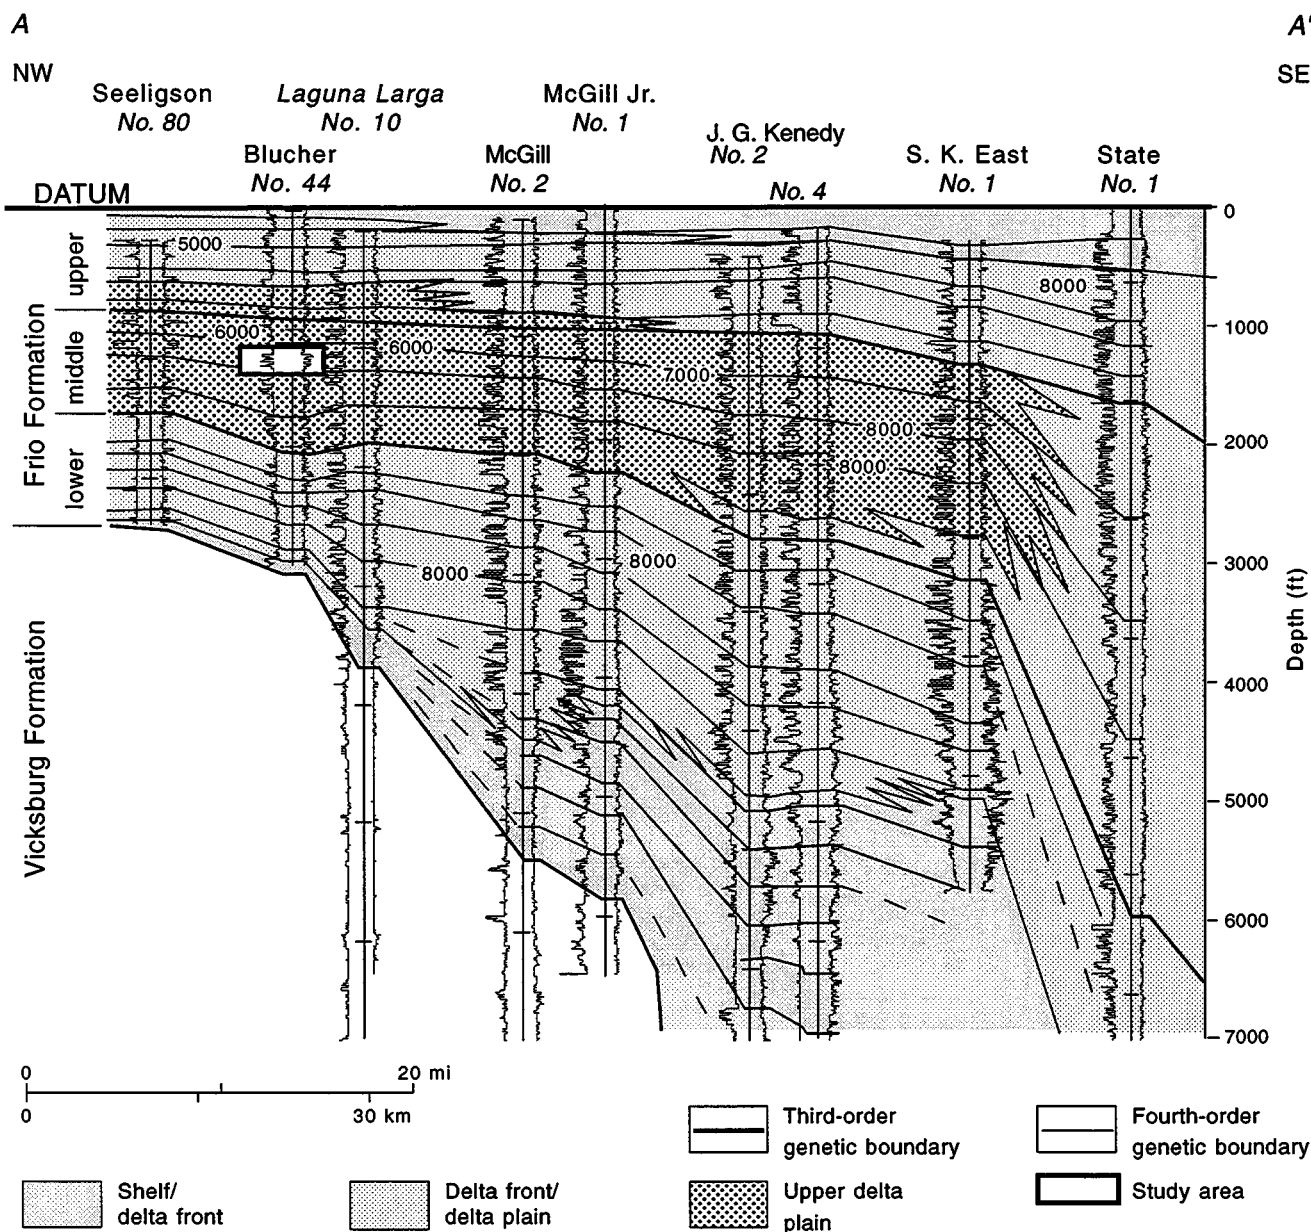 A
A'
NW
SE
Seeligson
No. 80
Laguna Larga
No. 10
McGill Jr.
No. 1
J. G. Kenedy
No. 2
No. 4
Blucher
No. 44
McGill
No. 2
S. K. East
No. 1
State
No. 1
DATUM
0
1000
2000
3000
4000
5000
6000
7000
Depth (ft)
Frio Formation
upper
middle
lower
Vicksburg Formation
5000
6000
6000
7000
8000
8000
8000
8000
8000
0
20 mi
0
30 km
Third-order
genetic boundary
Fourth-order
genetic boundary
Shelf/
delta front
Delta front/
delta plain
Upper delta
plain
Study area